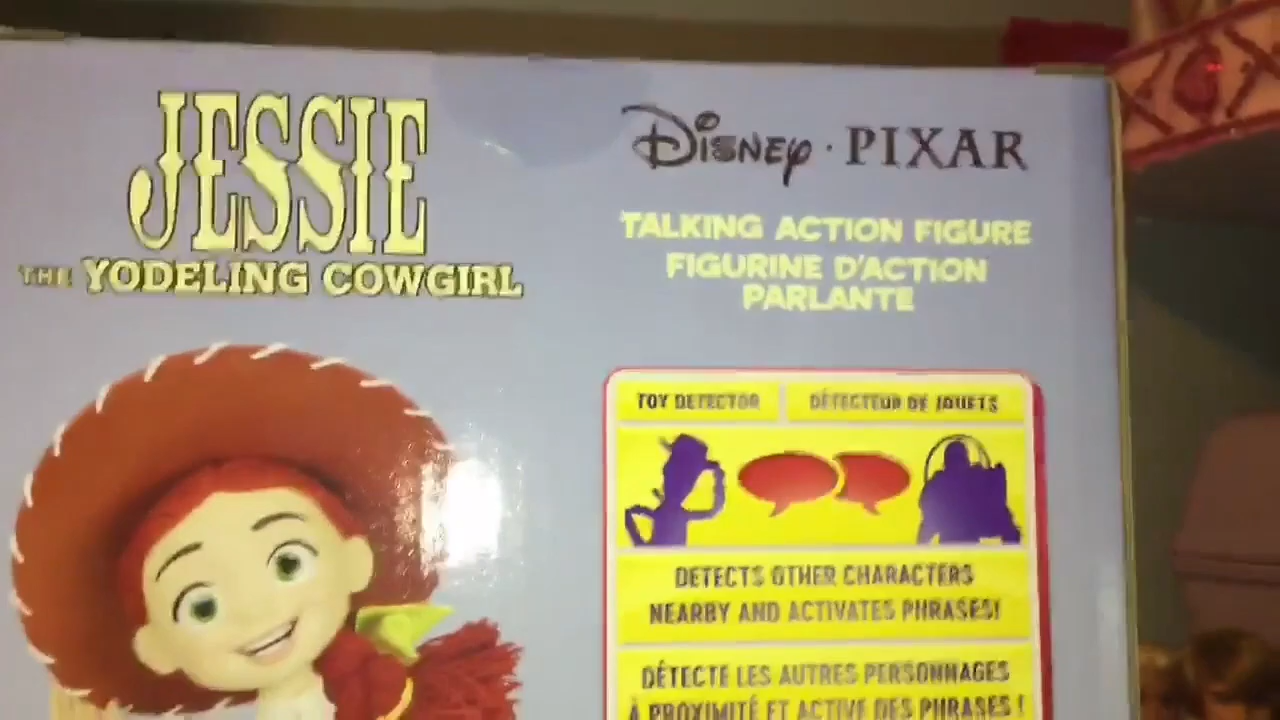 JESSIE
THE YODELING COWGIRL
Disney · PIXAR
TALKING ACTION FIGURE
FIGURINE D'ACTION
PARLANTE
TOY DETECTOR
DÉTECTEUR DE JOUETS
DETECTS OTHER CHARACTERS
NEARBY AND ACTIVATES PHRASES!
DÉTECTE LES AUTRES PERSONNAGES
À PROXIMITÉ ET ACTIVE DES PHRASES !